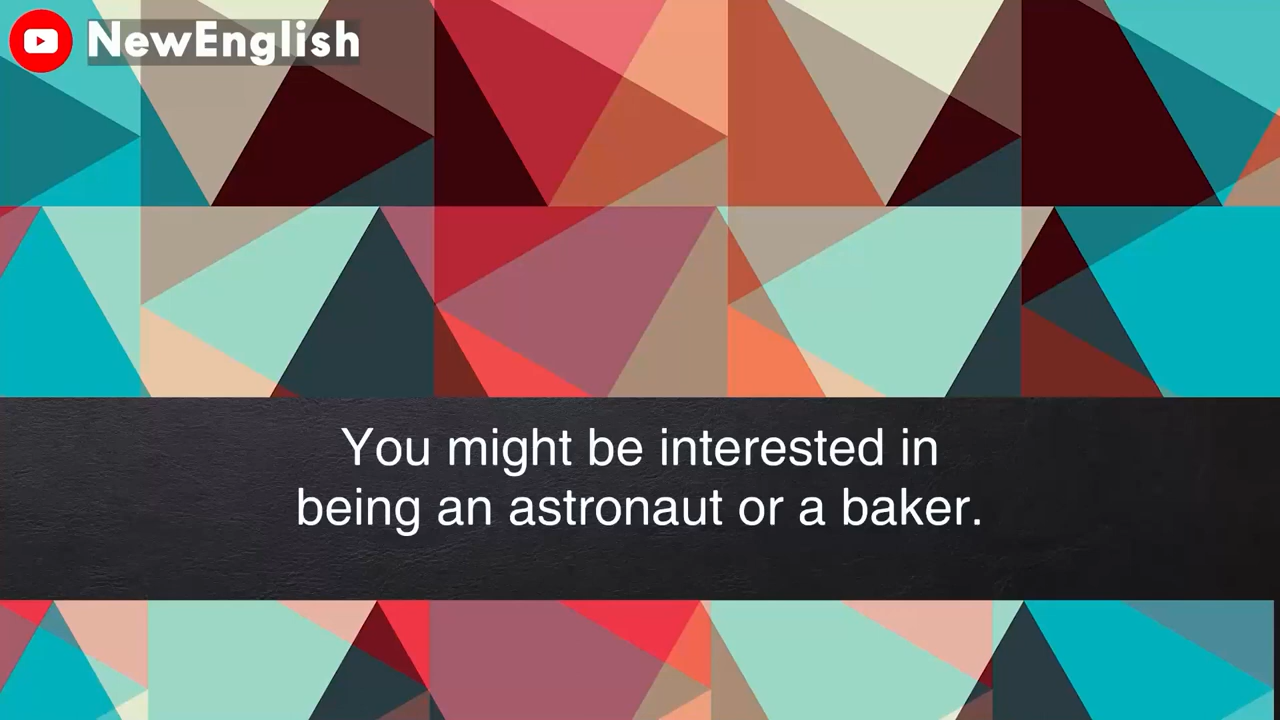 NewEnglish
You might be interested in
being an astronaut or a baker.